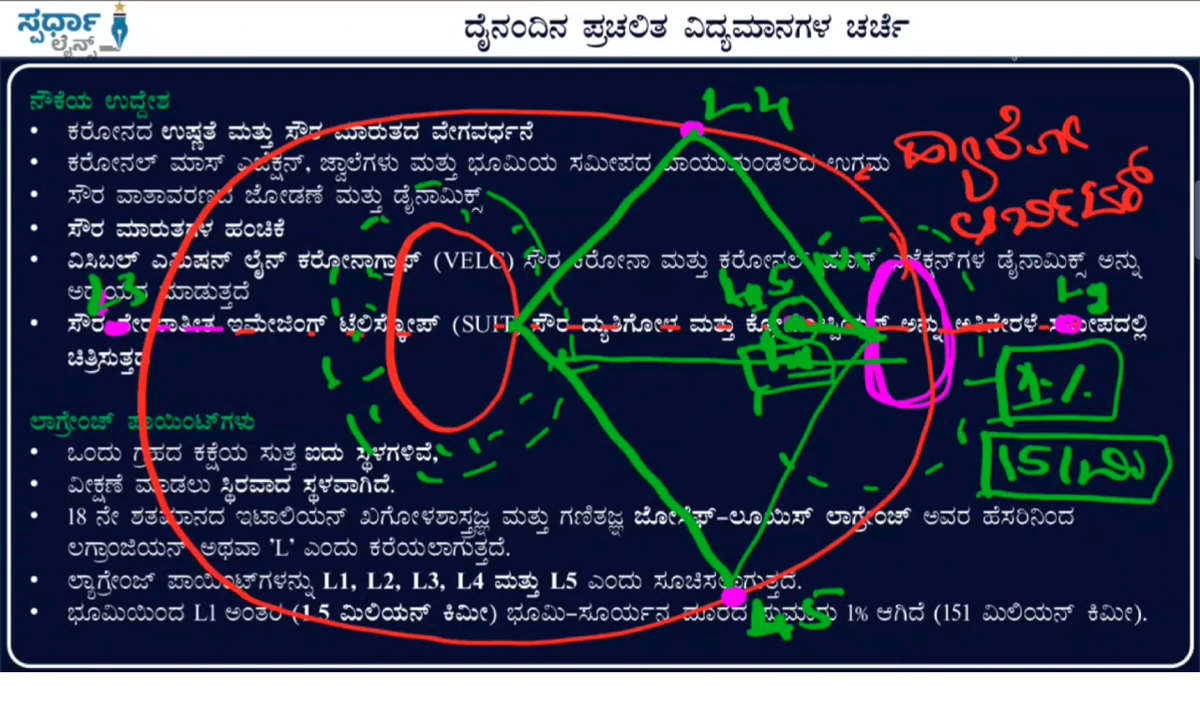 ಸ್ಪರ್ಧಾ
ಲೈನ್ಸ್
ದೈನಂದಿನ ಪ್ರಚಲಿತ ವಿದ್ಯಮಾನಗಳ ಚರ್ಚೆ
ನೌಕೆಯ ಉದ್ದೇಶ
• ಕರೋನದ ಉಷ್ಣತೆ ಮತ್ತು ಸೌರ ಮಾರುತದ ವೇಗವರ್ಧನೆ
• ಕರೋನಲ್ ಮಾಸ್ ಎಜೆಕ್ಷನ್, ಜ್ವಾಲೆಗಳು ಮತ್ತು ಭೂಮಿಯ ಸಮೀಪದ ವಾಯುಮಂಡಲದ ಉಗಮ
• ಸೌರ ವಾತಾವರಣದ ಜೋಡಣೆ ಮತ್ತು ಡೈನಾಮಿಕ್ಸ್
• ಸೌರ ಮಾರುತಗಳ ಹಂಚಿಕೆ
• ವಿಸಿಬಲ್ ಎಮಿಷನ್ ಲೈನ್ ಕರೋನಾಗ್ರಾಫ್ (VELC) ಸೌರ ಕರೋನಾ ಮತ್ತು ಕರೋನಲ್ ಮಾಸ್ ಎಜೆಕ್ಷನ್‌ಗಳ ಡೈನಾಮಿಕ್ಸ್ ಅನ್ನು
ಅಧ್ಯಯನ ಮಾಡುತ್ತದೆ
• ಸೌರ ನೇರಳಾತೀತ ಇಮೇಜಿಂಗ್ ಟೆಲಿಸ್ಕೋಪ್ (SUIT) ಸೌರ ದ್ಯುತಿಗೋಳ ಮತ್ತು ಅನ್ನು ಅತಿನೇರಳೆ ಸಮೀಪದಲ್ಲಿ
ಚಿತ್ರಿಸುತ್ತದೆ
ಲಾಗ್ರೇಂಜ್ ಪಾಯಿಂಟ್‌ಗಳು
• ಒಂದು ಗ್ರಹದ ಕಕ್ಷೆಯ ಸುತ್ತ ಐದು ಸ್ಥಳಗಳಿವೆ,
• ವೀಕ್ಷಣೆ ಮಾಡಲು ಸ್ಥಿರವಾದ ಸ್ಥಳವಾಗಿದೆ.
• 18 ನೇ ಶತಮಾನದ ಇಟಾಲಿಯನ್ ಖಗೋಳಶಾಸ್ತ್ರಜ್ಞ ಮತ್ತು ಗಣಿತಜ್ಞ ಜೋಸೆಫ್-ಲೂಯಿಸ್ ಲಾಗ್ರೇಂಜ್ ಅವರ ಹೆಸರಿನಿಂದ
ಲಗ್ರಾಂಜಿಯನ್ ಅಥವಾ 'L' ಎಂದು ಕರೆಯಲಾಗುತ್ತದೆ.
• ಲ್ಯಾಗ್ರೇಂಜ್ ಪಾಯಿಂಟ್‌ಗಳನ್ನು L1, L2, L3, L4 ಮತ್ತು L5 ಎಂದು ಸೂಚಿಸಲಾಗುತ್ತದೆ.
• ಭೂಮಿಯಿಂದ L1 ಅಂತರ (1.5 ಮಿಲಿಯನ್ ಕಿಮೀ) ಭೂಮಿ-ಸೂರ್ಯನ ದೂರದ ಸುಮಾರು 1% ಆಗಿದೆ (151 ಮಿಲಿಯನ್ ಕಿಮೀ).
L4
ಹ್ಯಾಲೋ
ಆರ್ಬಿಟ್
L3
1%
151 ಮಿ
L5